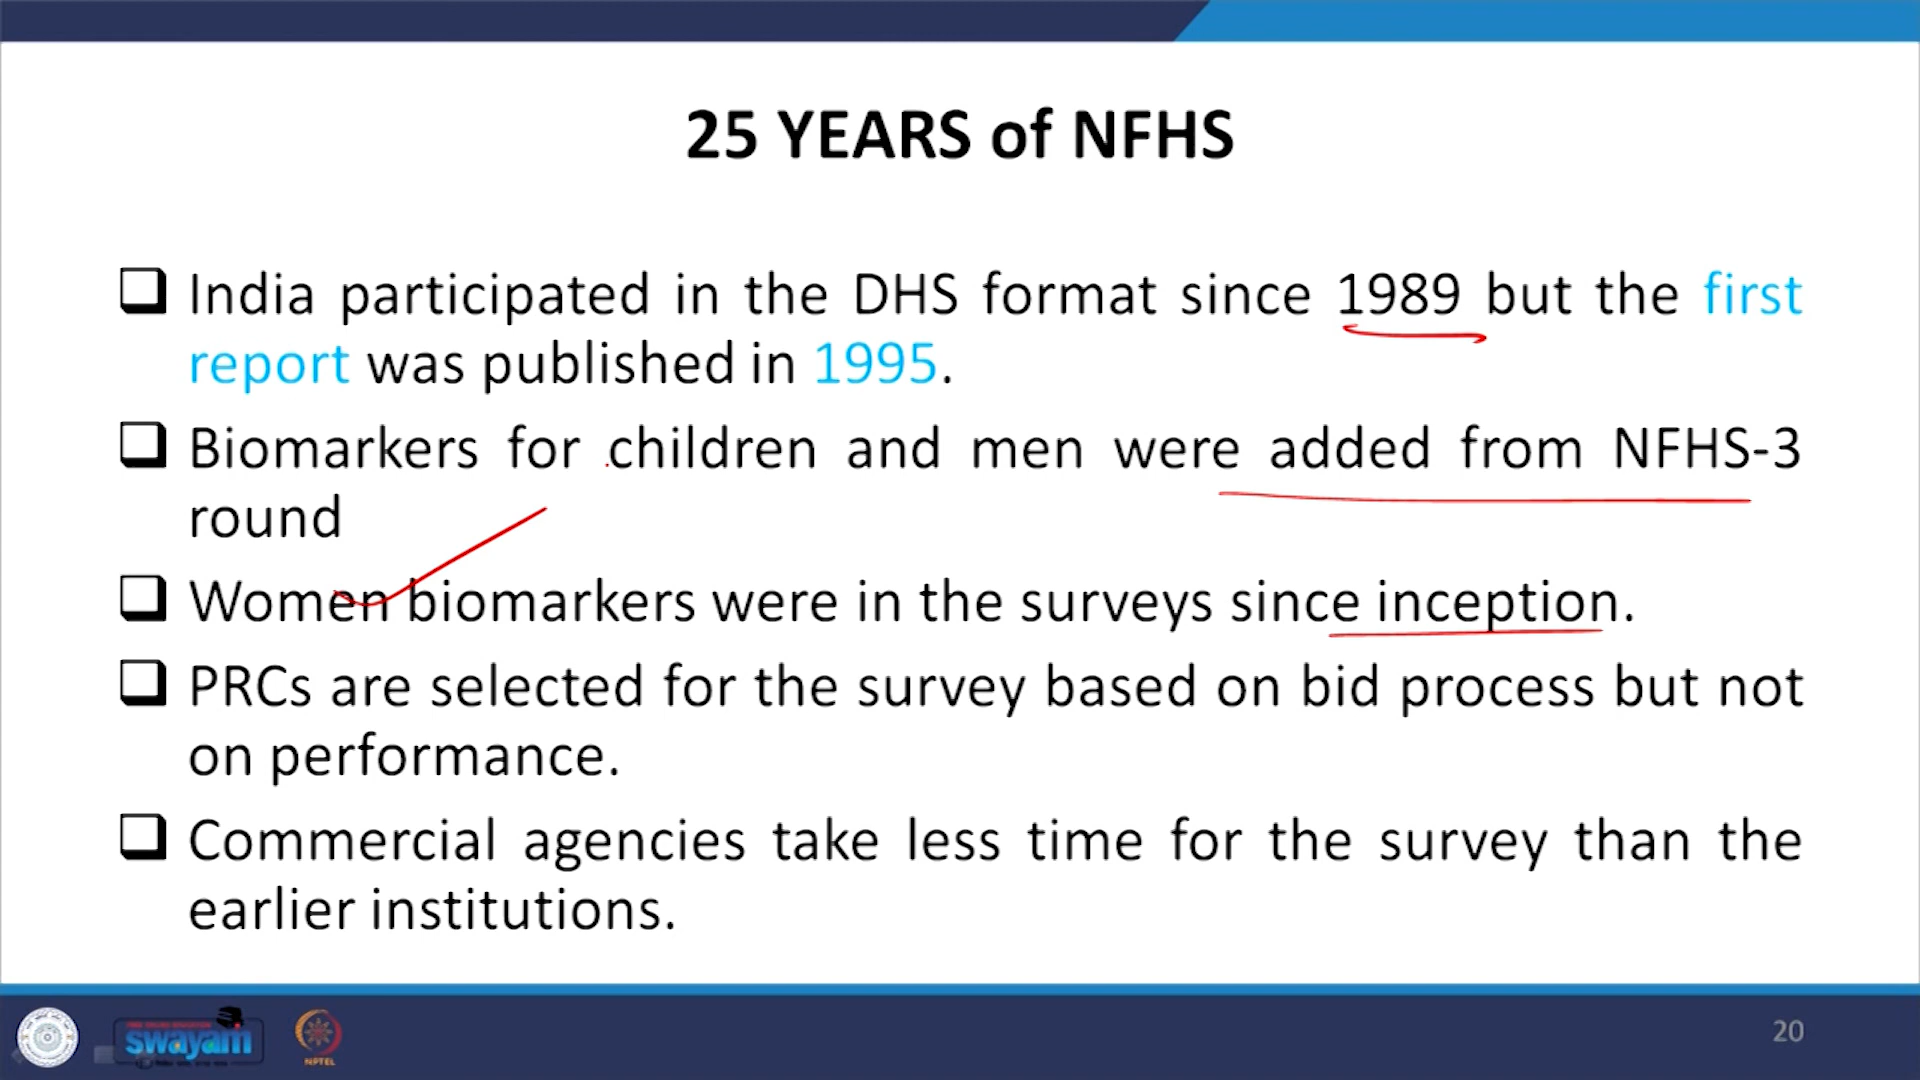 25 YEARS of NFHS
India participated in the DHS format since 1989 but the first
report was published in 1995.
Biomarkers for children and men were added from NFHS-3
round
Women biomarkers were in the surveys since inception.
PRCs are selected for the survey based on bid process but not
on performance.
Commercial agencies take less time for the survey than the
earlier institutions.
swayam
NPTEL
20